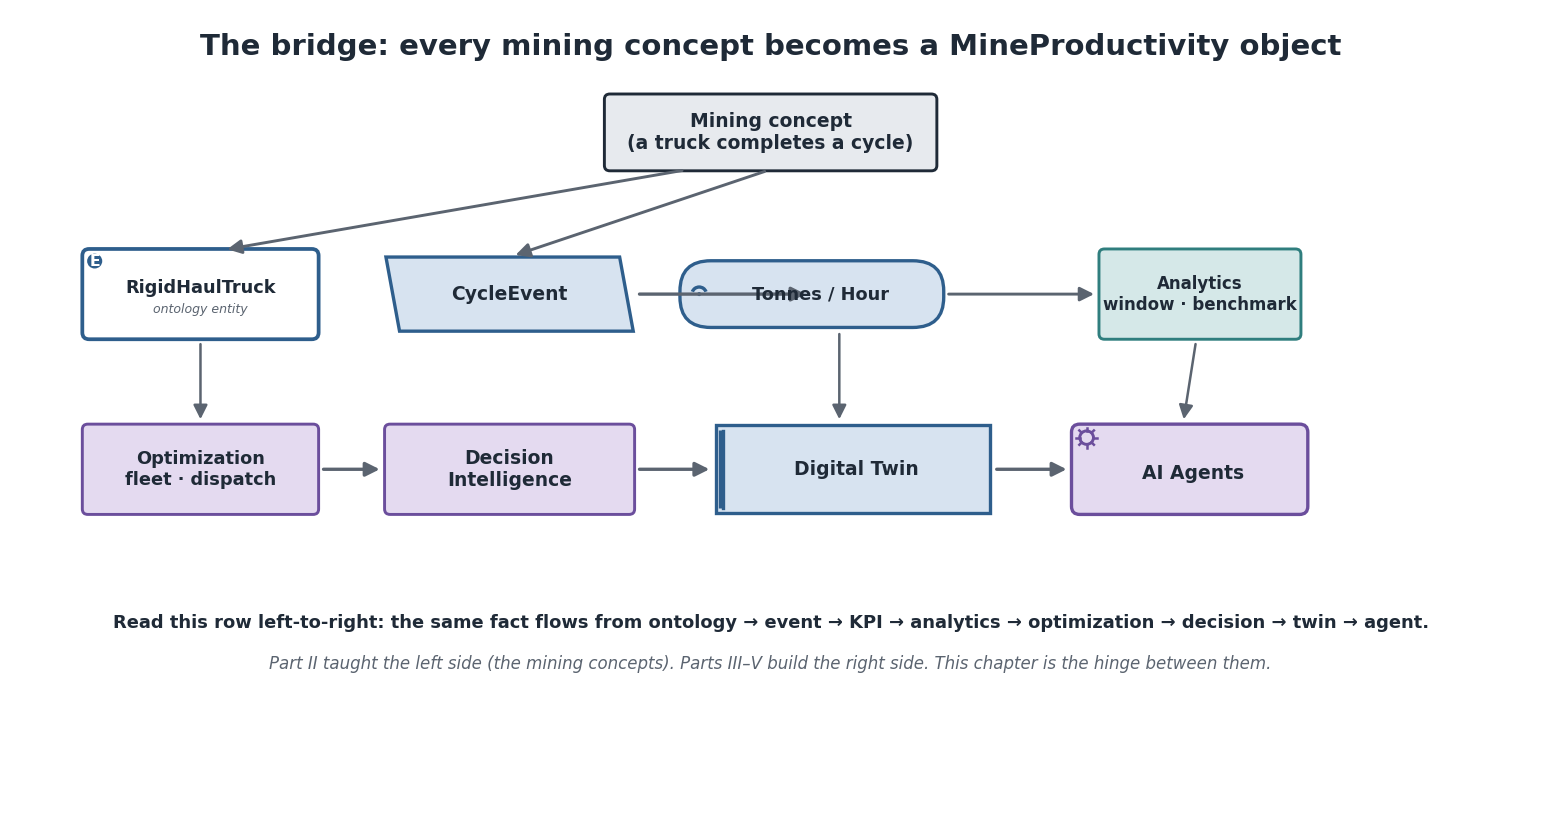 The bridge: every mining concept becomes a MineProductivity object
Mining concept
(a truck completes a cycle)
E
RigidHaulTruck
ontology entity
CycleEvent
Tonnes / Hour
Analytics
window · benchmark
Optimization
fleet · dispatch
Decision
Intelligence
Digital Twin
AI Agents
Read this row left-to-right: the same fact flows from ontology → event → KPI → analytics → optimization → decision → twin → agent.
Part II taught the left side (the mining concepts). Parts III–V build the right side. This chapter is the hinge between them.